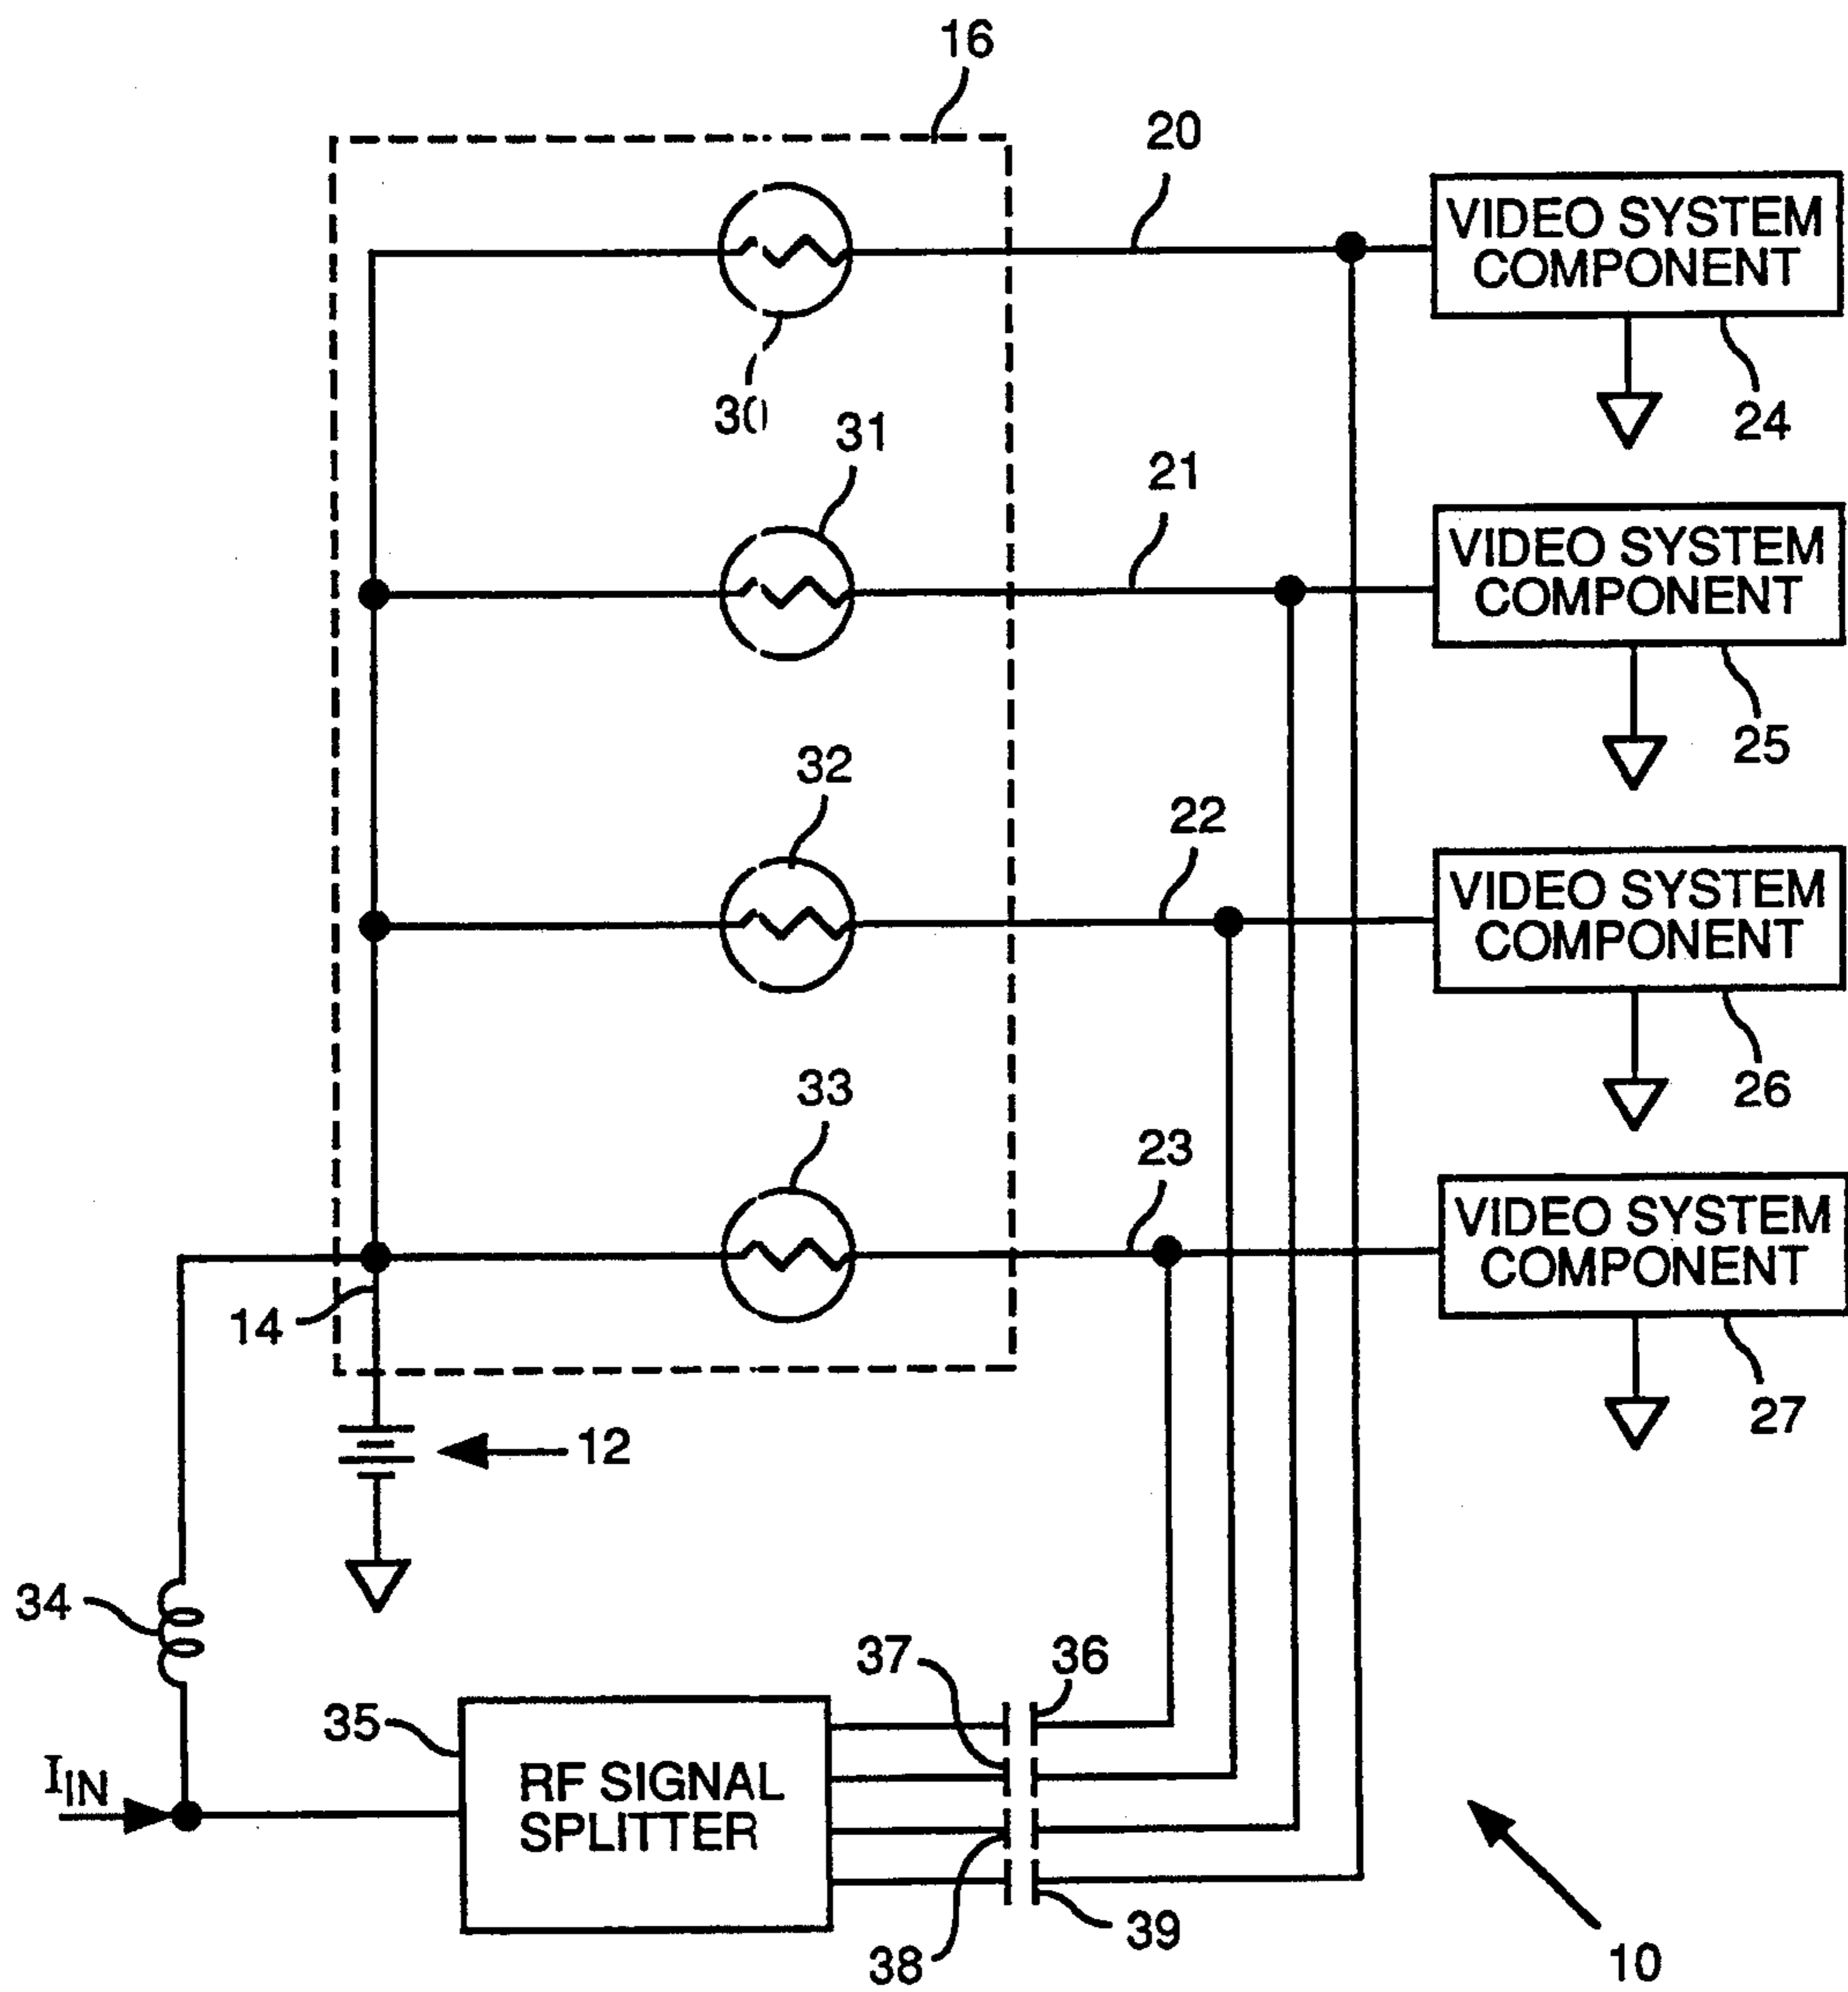 16
20
VIDEO SYSTEM
COMPONENT
24
30
31
21
VIDEO SYSTEM
COMPONENT
25
32
22
VIDEO SYSTEM
COMPONENT
26
33
23
VIDEO SYSTEM
COMPONENT
27
14
12
34
37
36
35
RF SIGNAL
SPLITTER
IIN
38
39
10